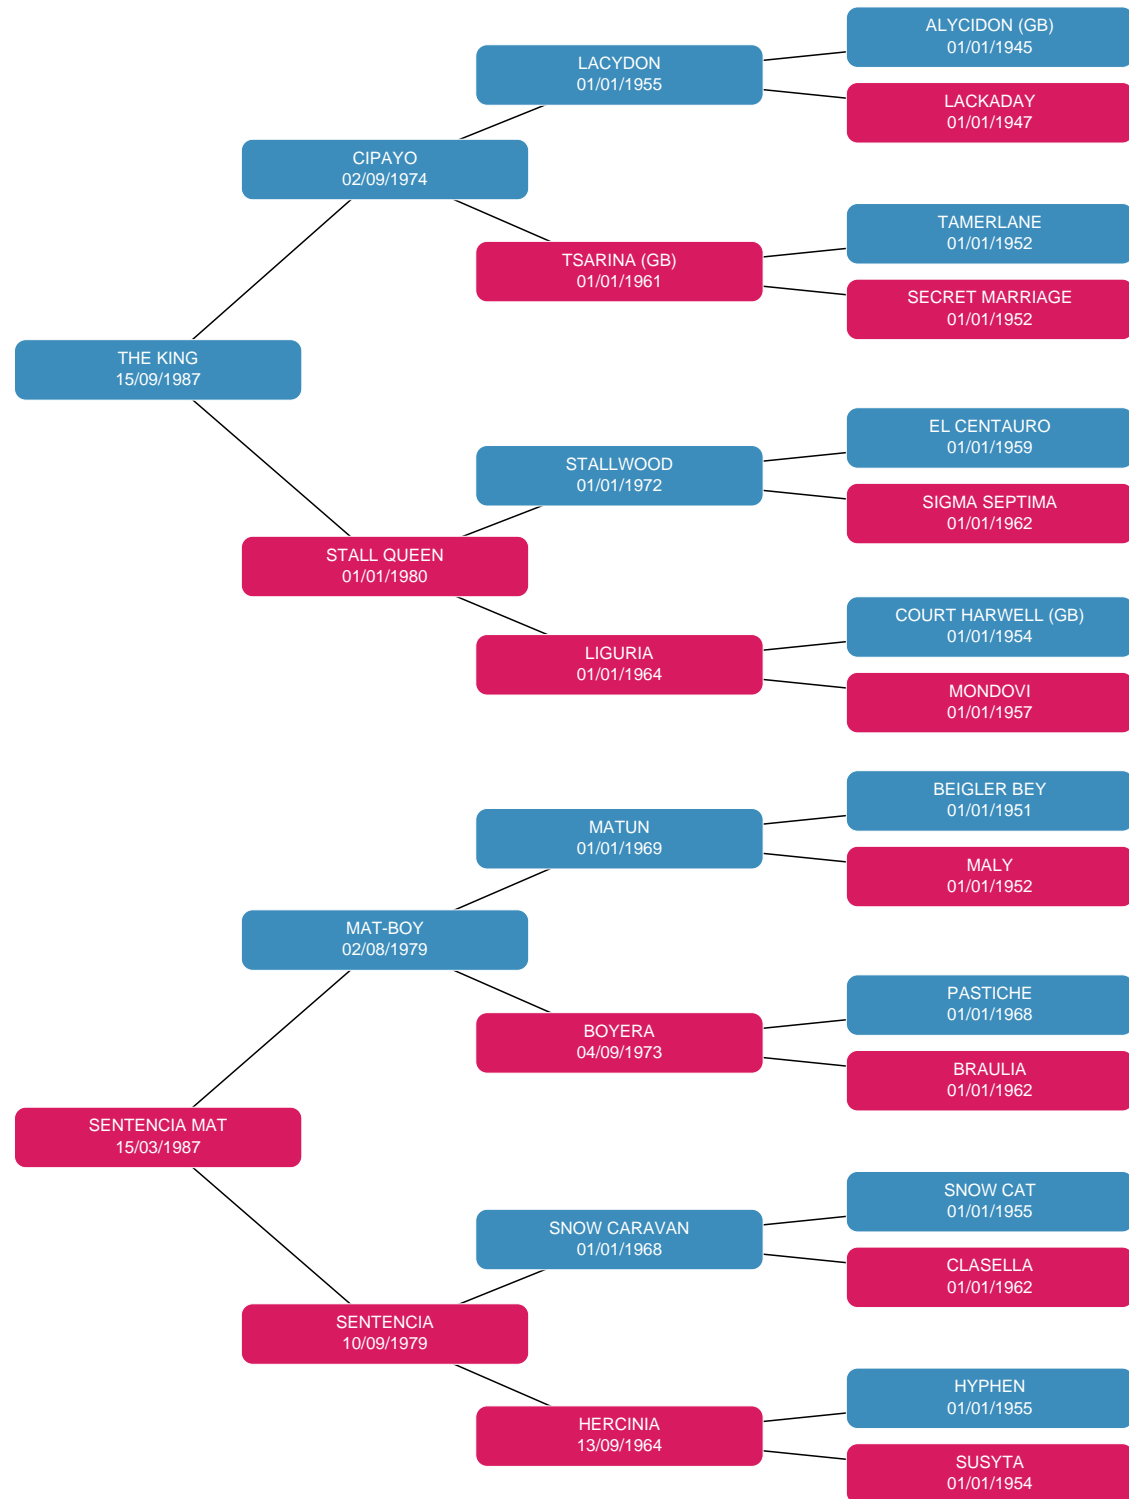 ALYCIDON (GB)
01/01/1945
LACYDON
01/01/1955
LACKADAY
01/01/1947
CIPAYO
02/09/1974
TAMERLANE
01/01/1952
TSARINA (GB)
01/01/1961
SECRET MARRIAGE
01/01/1952
THE KING
15/09/1987
EL CENTAURO
01/01/1959
STALLWOOD
01/01/1972
SIGMA SEPTIMA
01/01/1962
STALL QUEEN
01/01/1980
COURT HARWELL (GB)
01/01/1954
LIGURIA
01/01/1964
MONDOVI
01/01/1957
BEIGLER BEY
01/01/1951
MATUN
01/01/1969
MALY
01/01/1952
MAT-BOY
02/08/1979
PASTICHE
01/01/1968
BOYERA
04/09/1973
BRAULIA
01/01/1962
SENTENCIA MAT
15/03/1987
SNOW CAT
01/01/1955
SNOW CARAVAN
01/01/1968
CLASELLA
01/01/1962
SENTENCIA
10/09/1979
HYPHEN
01/01/1955
HERCINIA
13/09/1964
SUSYTA
01/01/1954